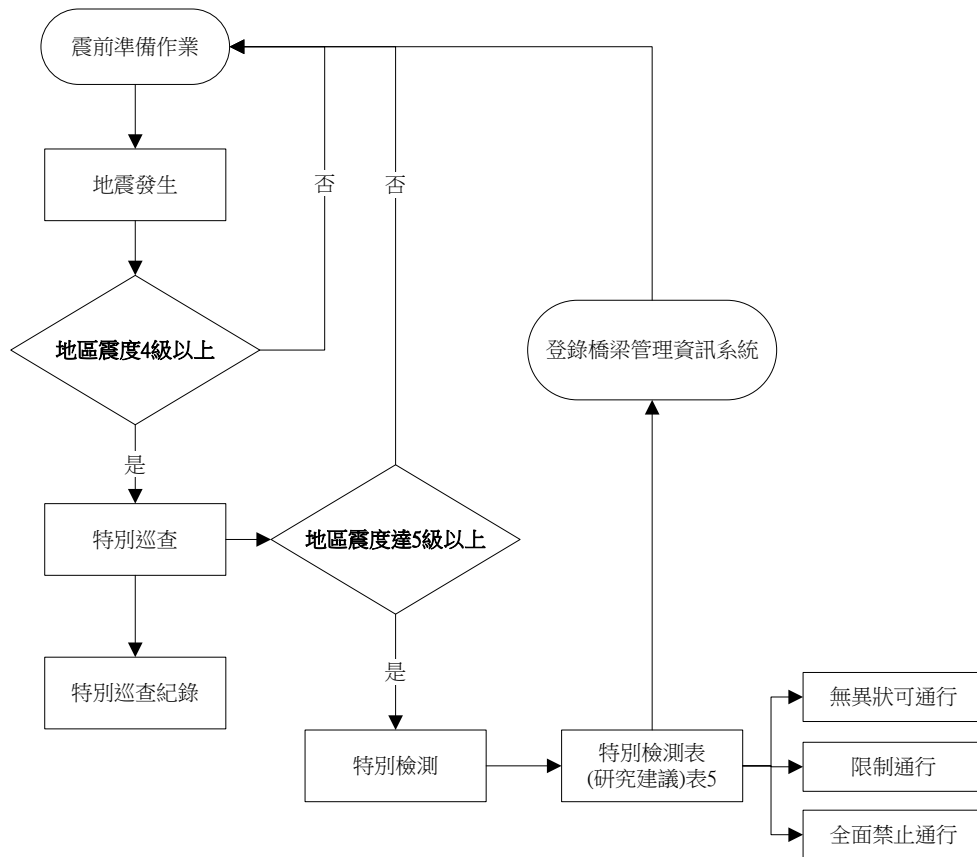 震前準備作業
地震發生
否
否
地區震度4級以上
登錄橋梁管理資訊系統
是
特別巡查
地區震度達5級以上
特別巡查紀錄
是
無異狀可通行
特別檢測
特別檢測表
(研究建議)表5
限制通行
全面禁止通行